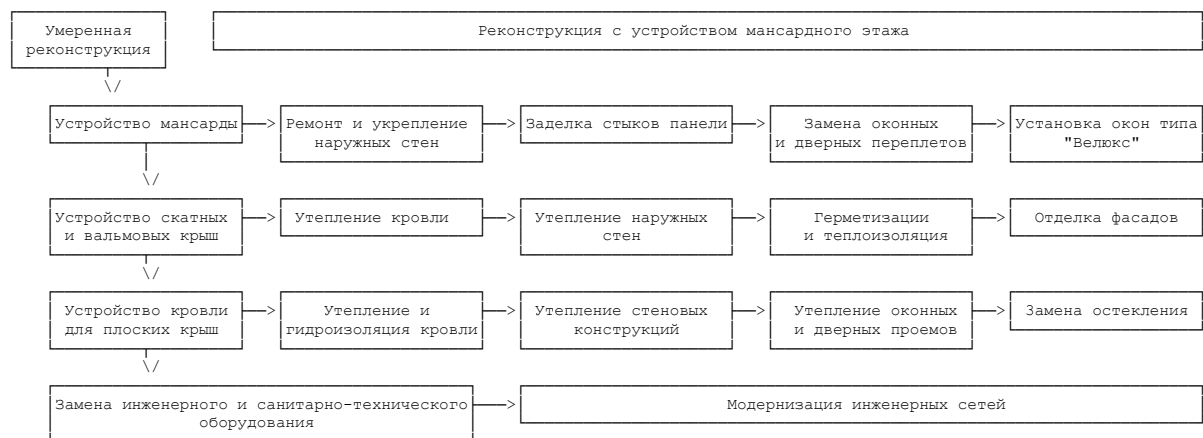 Умеренная
реконструкция
Реконструкция с устройством мансардного этажа
Устройство мансарды
Ремонт и укрепление
наружных стен
Заделка стыков панели
Замена оконных
и дверных переплетов
Установка окон типа
"Велюкс"
Устройство скатных
и вальмовых крыш
Утепление кровли
Утепление наружных
стен
Герметизации
и теплоизоляция
Отделка фасадов
Устройство кровли
для плоских крыш
Утепление и
гидроизоляция кровли
Утепление стеновых
конструкций
Утепление оконных
и дверных проемов
Замена остекления
Замена инженерного и санитарно-технического
оборудования
Модернизация инженерных сетей